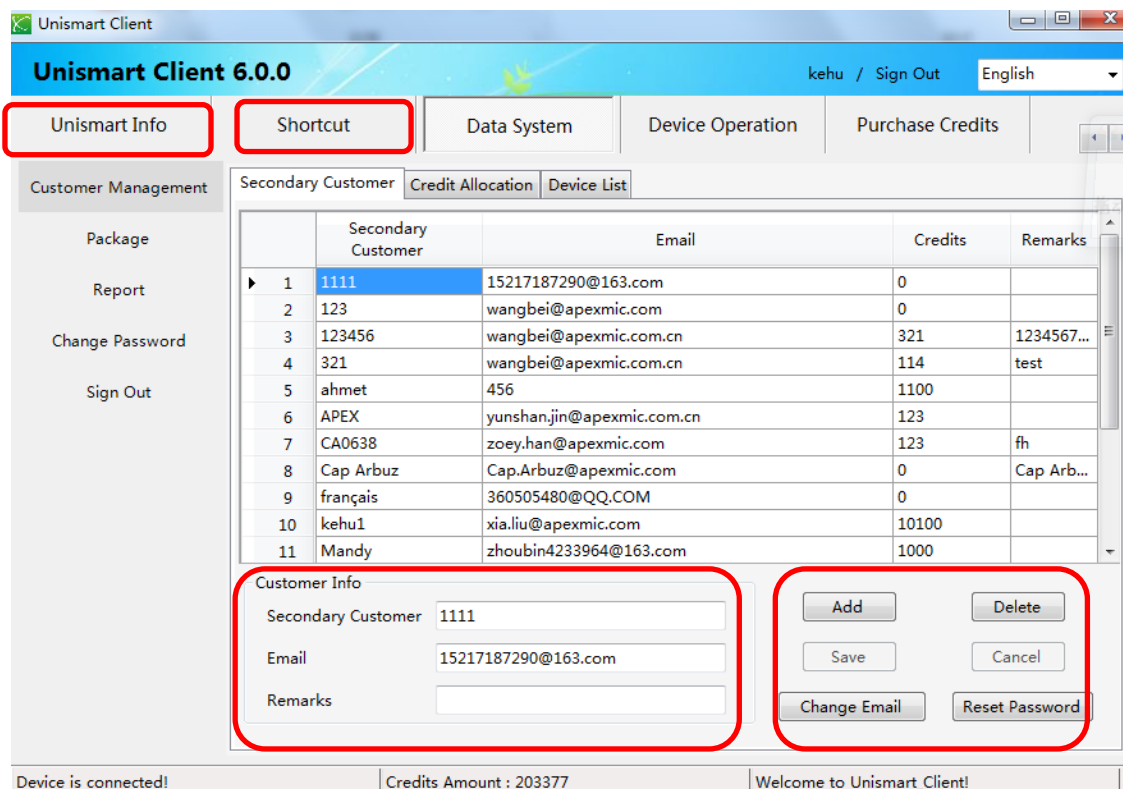 Unismart Client
Unismart Client 6.0.0
kehu / Sign Out English
Unismart Info Shortcut Data System Device Operation Purchase Credits
Customer Management
Package
Report
Change Password
Sign Out
Secondary Customer Credit Allocation Device List
Secondary Customer Email Credits Remarks
1 1111 15217187290@163.com 0
2 123 wangbei@apexmic.com 0
3 123456 wangbei@apexmic.com.cn 321 1234567...
4 321 wangbei@apexmic.com.cn 114 test
5 ahmet 456 1100
6 APEX yunshan.jin@apexmic.com.cn 123
7 CA0638 zoey.han@apexmic.com 123 fh
8 Cap Arbuz Cap.Arbuz@apexmic.com 0 Cap Arb...
9 français 360505480@QQ.COM 0
10 kehu1 xia.liu@apexmic.com 10100
11 Mandy zhoubin4233964@163.com 1000
Customer Info
Secondary Customer 1111
Email 15217187290@163.com
Remarks
Add Delete
Save Cancel
Change Email Reset Password
Device is connected! Credits Amount : 203377 Welcome to Unismart Client!